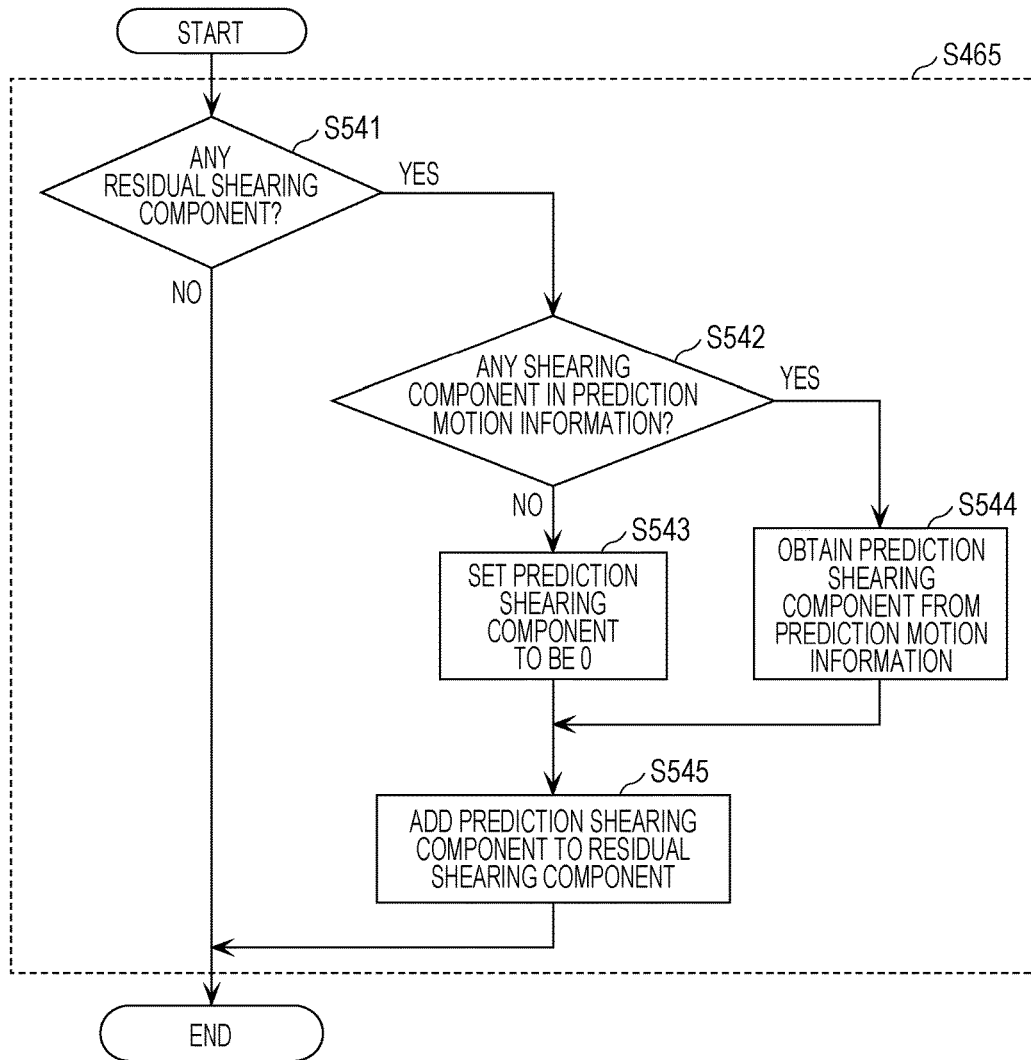 START
S465
S541
ANY
RESIDUAL SHEARING
COMPONENT?
YES
NO
S542
ANY SHEARING
COMPONENT IN PREDICTION
MOTION INFORMATION?
YES
NO
S543
SET PREDICTION
SHEARING
COMPONENT
TO BE 0
S544
OBTAIN PREDICTION
SHEARING
COMPONENT FROM
PREDICTION MOTION
INFORMATION
S545
ADD PREDICTION SHEARING
COMPONENT TO RESIDUAL
SHEARING COMPONENT
END